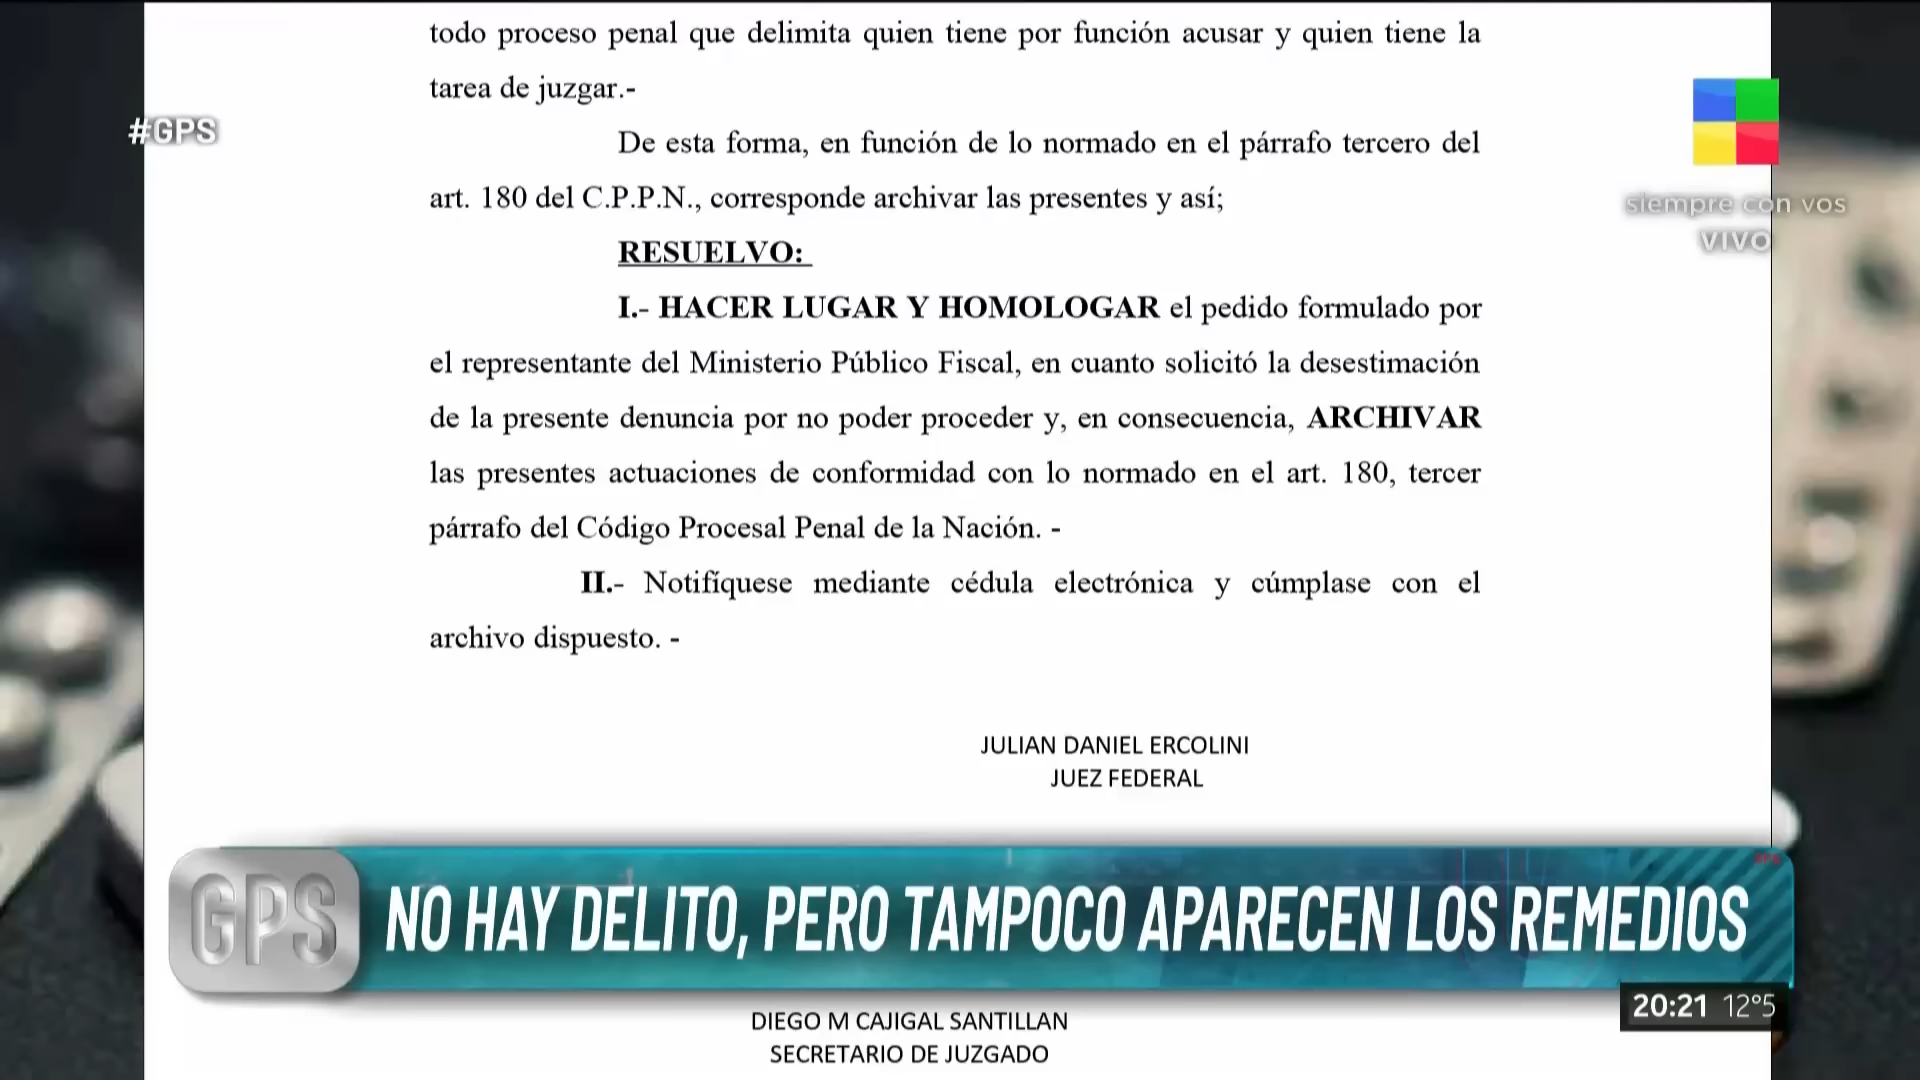 todo proceso penal que delimita quien tiene por función acusar y quien tiene la
tarea de juzgar.-
#GPS
De esta forma, en función de lo normado en el párrafo tercero del
art. 180 del C.P.P.N., corresponde archivar las presentes y así;
siempre con vos
VIVO
RESUELVO:
I.- HACER LUGAR Y HOMOLOGAR el pedido formulado por
el representante del Ministerio Público Fiscal, en cuanto solicitó la desestimación
de la presente denuncia por no poder proceder y, en consecuencia, ARCHIVAR
las presentes actuaciones de conformidad con lo normado en el art. 180, tercer
párrafo del Código Procesal Penal de la Nación. -
II.- Notifíquese mediante cédula electrónica y cúmplase con el
archivo dispuesto. -
JULIAN DANIEL ERCOLINI
JUEZ FEDERAL
GPS
GPS
NO HAY DELITO, PERO TAMPOCO APARECEN LOS REMEDIOS
20:21 12°5
DIEGO M CAJIGAL SANTILLAN
SECRETARIO DE JUZGADO